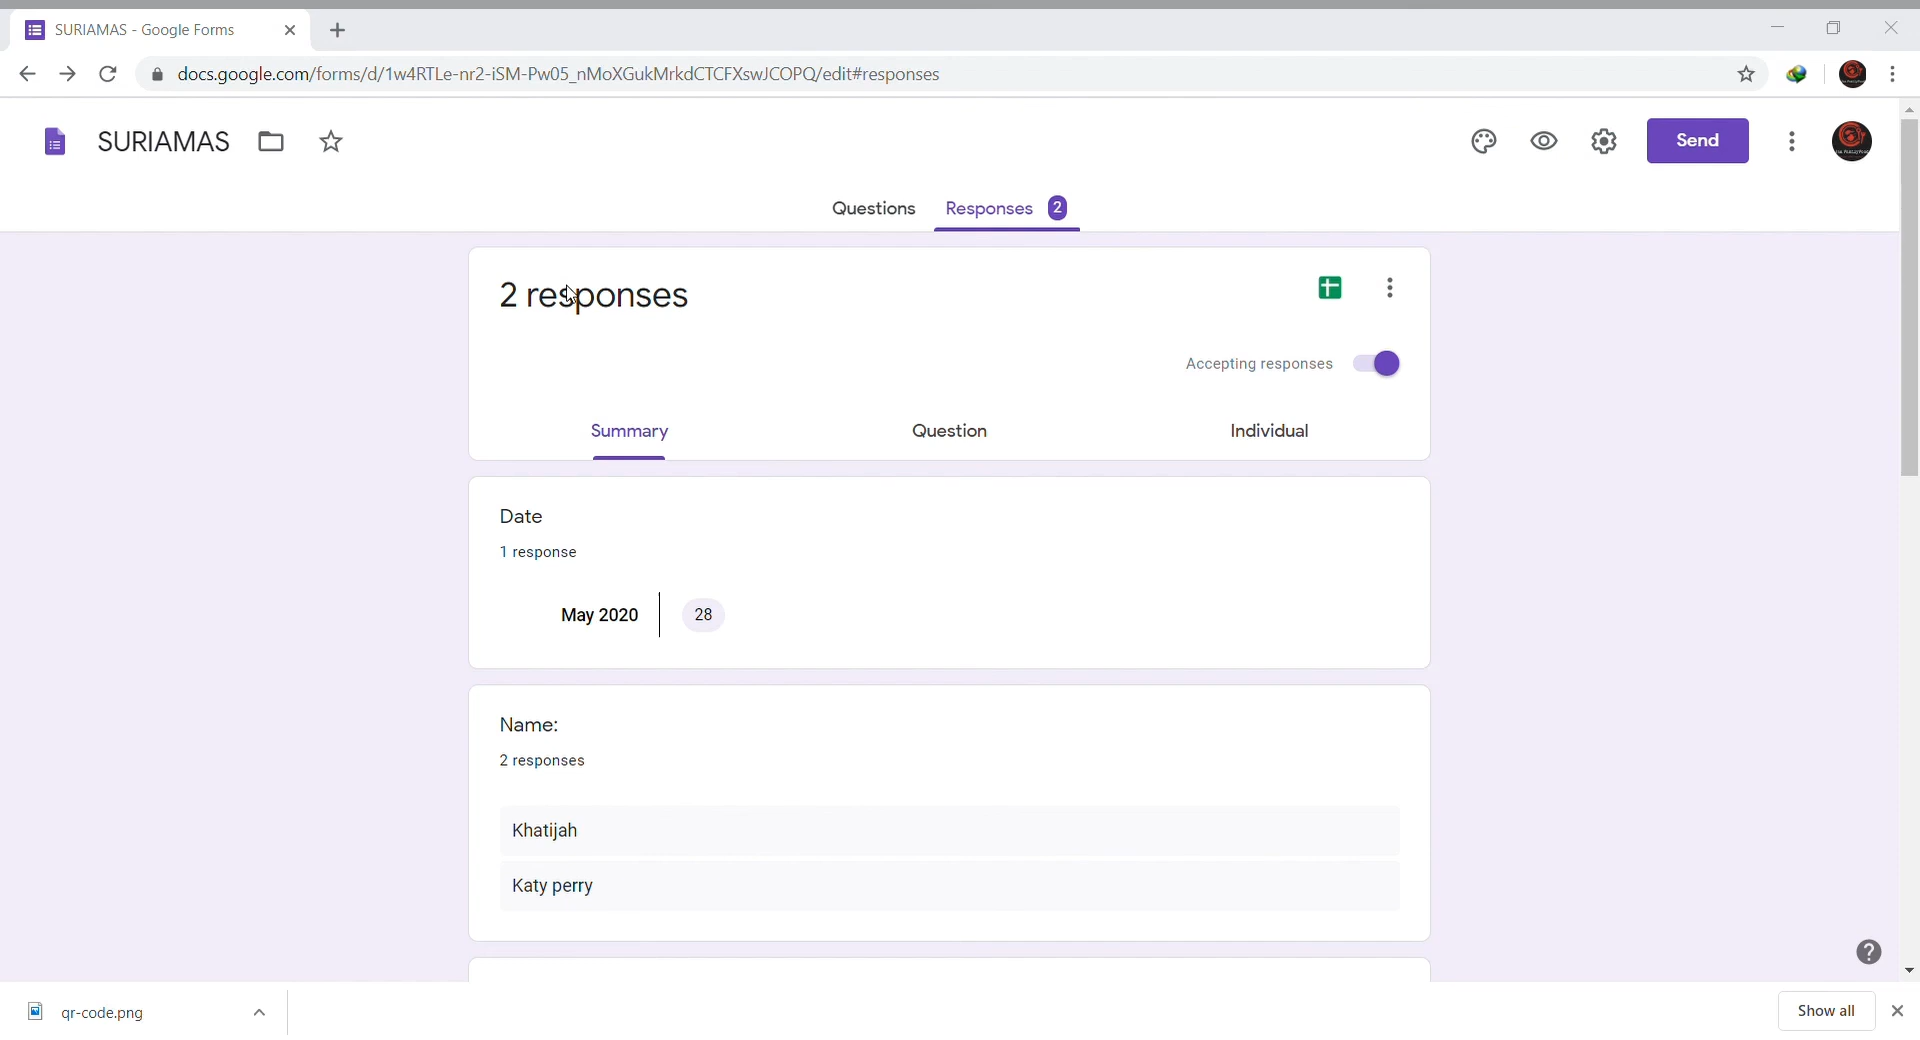 SURIAMAS - Google Forms
docs.google.com/forms/d/1w4RTLe-nr2-iSM-Pw05_nMoXGukMrkdCTCFXswJCOPQ/edit#responses
SURIAMAS
Send
Questions Responses 2
2 responses
Accepting responses
Summary Question Individual
Date
1 response
May 2020 28
Name:
2 responses
Khatijah
Katy perry
qr-code.png
Show all